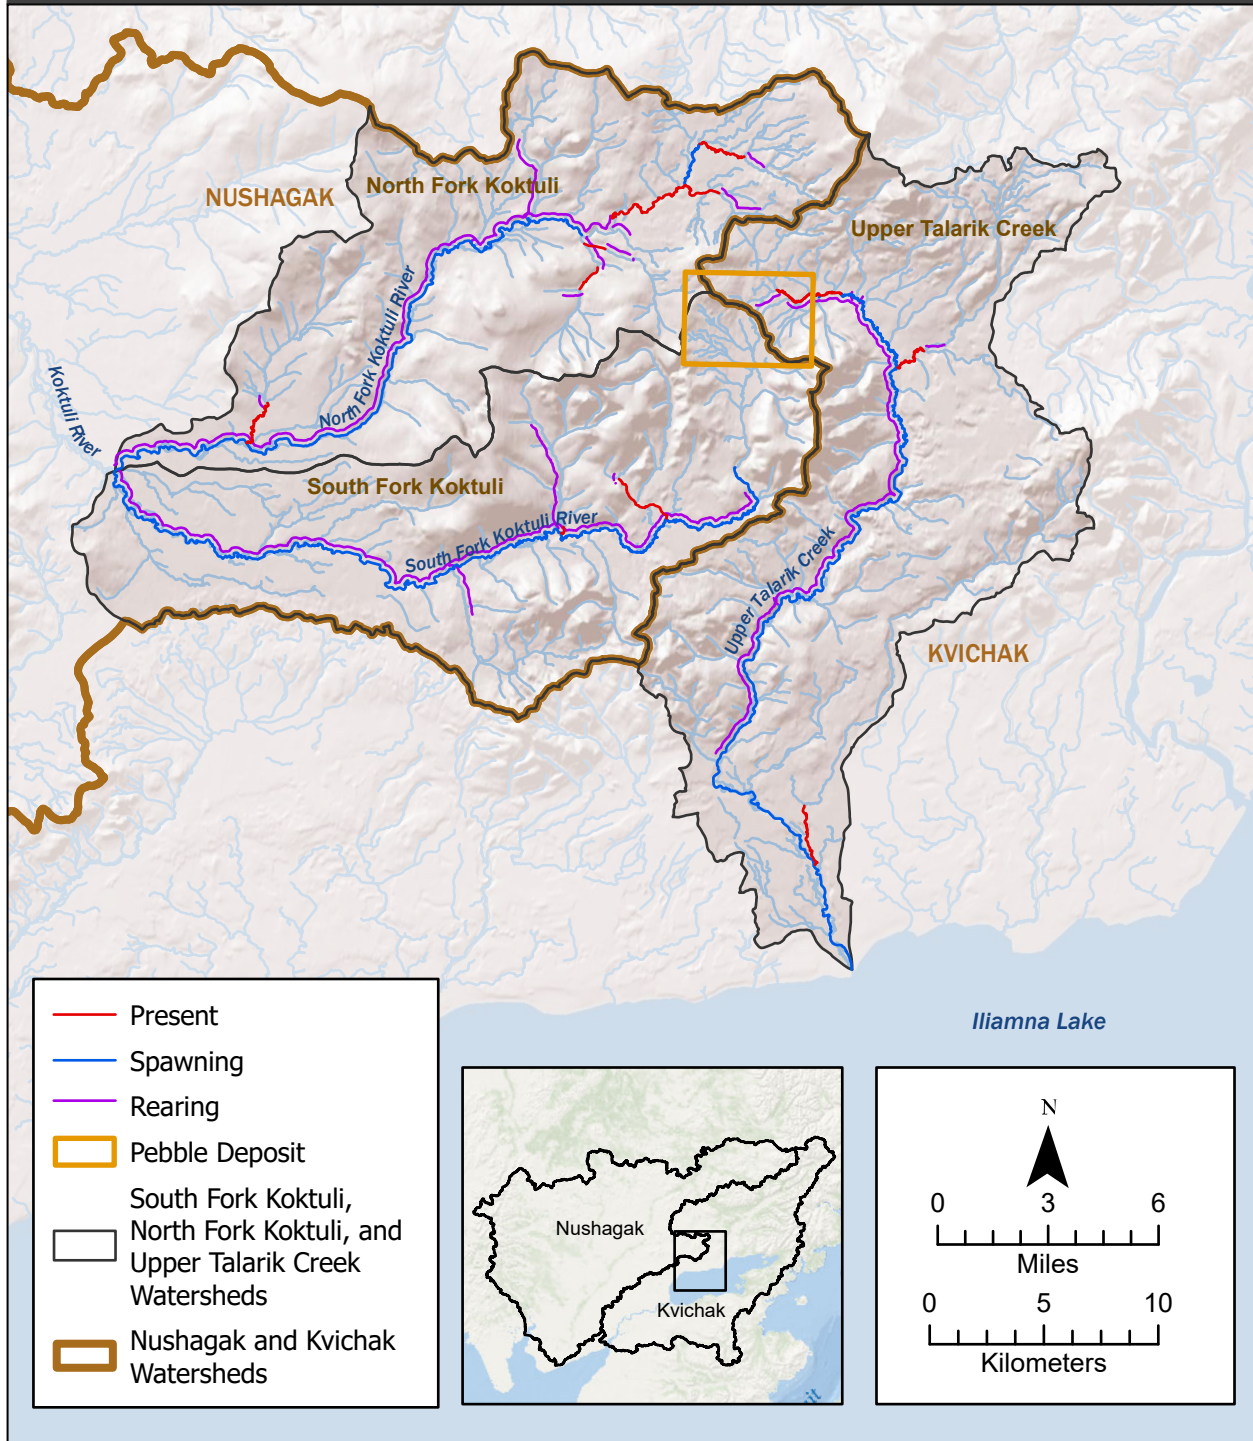 NUSHAGAK
North Fork Koktuli
Upper Talarik Creek
North Fork Koktuli River
Koktuli River
South Fork Koktuli
South Fork Koktuli River
Upper Talarik Creek
KVICHAK
Iliamna Lake
Present
Spawning
Rearing
Pebble Deposit
South Fork Koktuli,
North Fork Koktuli, and
Upper Talarik Creek
Watersheds
Nushagak and Kvichak
Watersheds
Nushagak
Kvichak
N
0 3 6
Miles
0 5 10
Kilometers